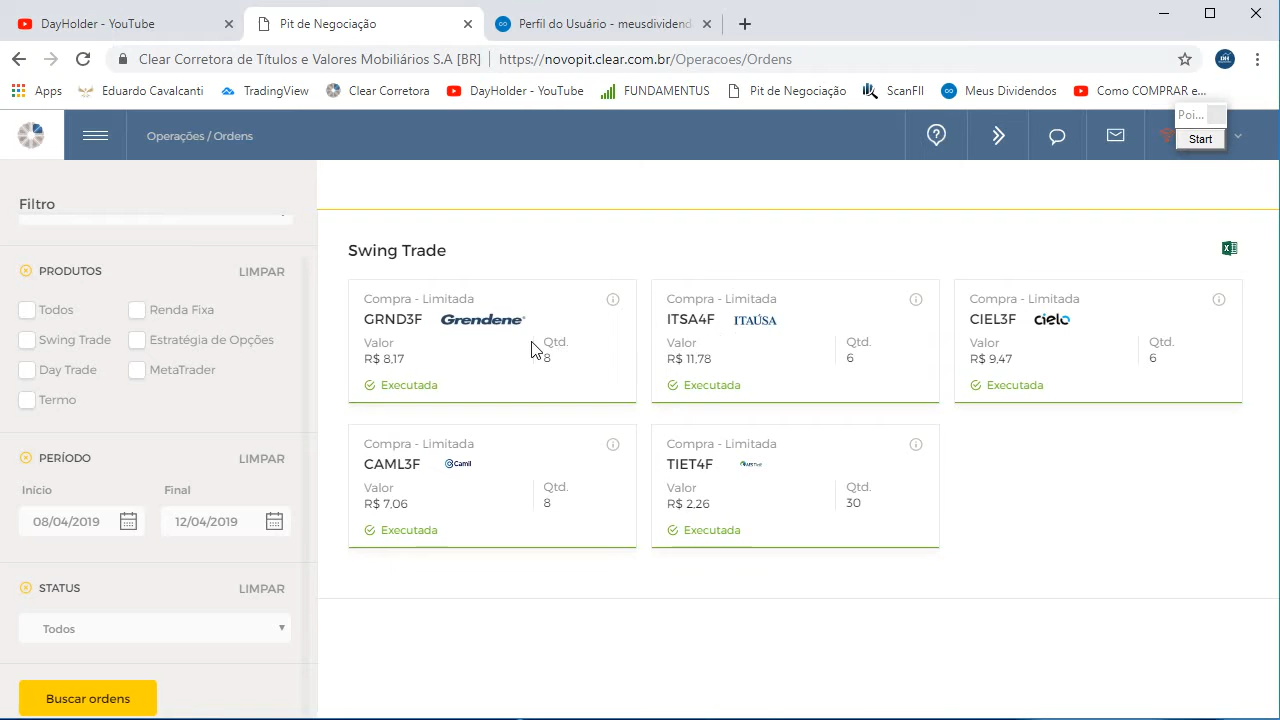 DayHolder - YouTube
Pit de Negociação
Perfil do Usuário - meusdividend
Clear Corretora de Títulos e Valores Mobiliários S.A [BR]
https://novopit.clear.com.br/Operacoes/Ordens
Apps
Eduardo Cavalcanti
TradingView
Clear Corretora
DayHolder - YouTube
FUNDAMENTUS
Pit de Negociação
ScanFII
Meus Dividendos
Como COMPRAR e...
Poi...
Start
Operações / Ordens
Filtro
PRODUTOS
LIMPAR
Todos
Renda Fixa
Swing Trade
Estratégia de Opções
Day Trade
MetaTrader
Termo
PERÍODO
LIMPAR
Início
Final
08/04/2019
12/04/2019
STATUS
LIMPAR
Todos
Buscar ordens
Swing Trade
Compra - Limitada
GRND3F
Grendene
Valor
Qtd.
R$ 8,17
8
Executada
Compra - Limitada
ITSA4F
ITAÚSA
Valor
Qtd.
R$ 11,78
6
Executada
Compra - Limitada
CIEL3F
cielo
Valor
Qtd.
R$ 9,47
6
Executada
Compra - Limitada
CAML3F
Camil
Valor
Qtd.
R$ 7,06
8
Executada
Compra - Limitada
TIET4F
Valor
Qtd.
R$ 2,26
30
Executada